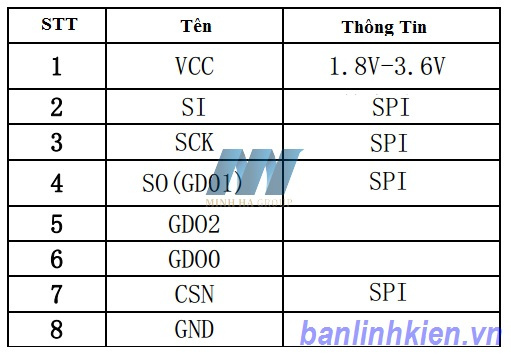 STT Tên Thông Tin
1 VCC 1.8V-3.6V
2 SI SPI
3 SCK SPI
4 SO(GDO1) SPI
MINH HA GROUP
5 GDO2
6 GDO0
7 CSN SPI
8 GND
banlinhkien.vn